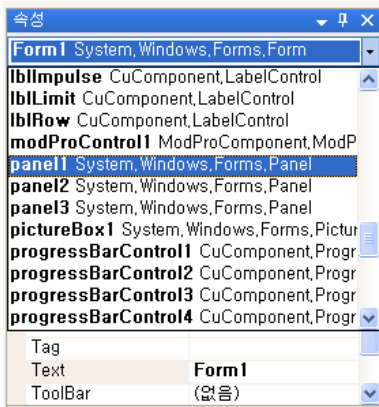 속성
Form1 System.Windows.Forms.Form
lblImpulse CuComponent.LabelControl
lblLimit CuComponent.LabelControl
lblRow CuComponent.LabelControl
modProControl1 ModProComponent.ModP
panel1 System.Windows.Forms.Panel
panel2 System.Windows.Forms.Panel
panel3 System.Windows.Forms.Panel
pictureBox1 System.Windows.Forms.Pictur
progressBarControl1 CuComponent.Progr
progressBarControl2 CuComponent.Progr
progressBarControl3 CuComponent.Progr
progressBarControl4 CuComponent.Progr
Tag
Text Form1
ToolBar (없음)